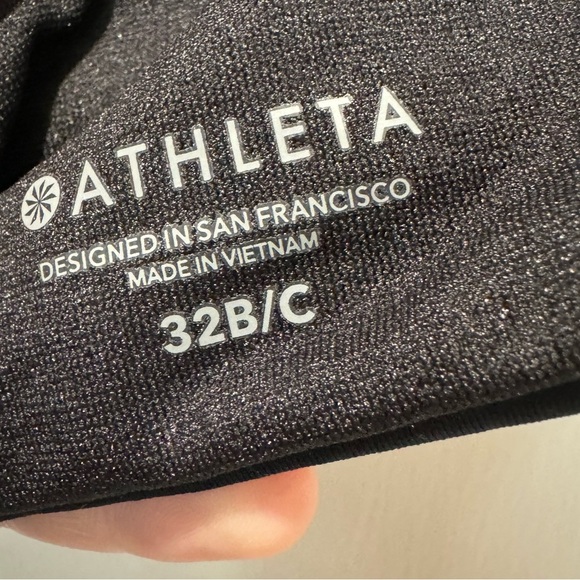 ATHLETA
DESIGNED IN SAN FRANCISCO
MADE IN VIETNAM
32B/C